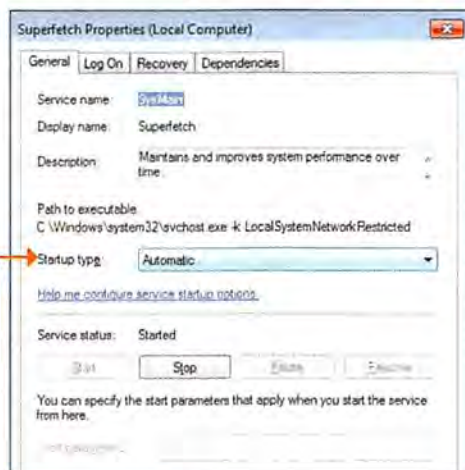 Superfetch Properties (Local Computer)
General Log On Recovery Dependencies
Service name: SysMain
Display name: Superfetch
Description: Maintains and improves system performance over
time.
Path to executable
C:\Windows\system32\svchost.exe -k LocalSystemNetworkRestricted
Startup type: Automatic
Help me configure service startup options.
Service status: Started
Start Stop Pause Resume
You can specify the start parameters that apply when you start the service
from here.